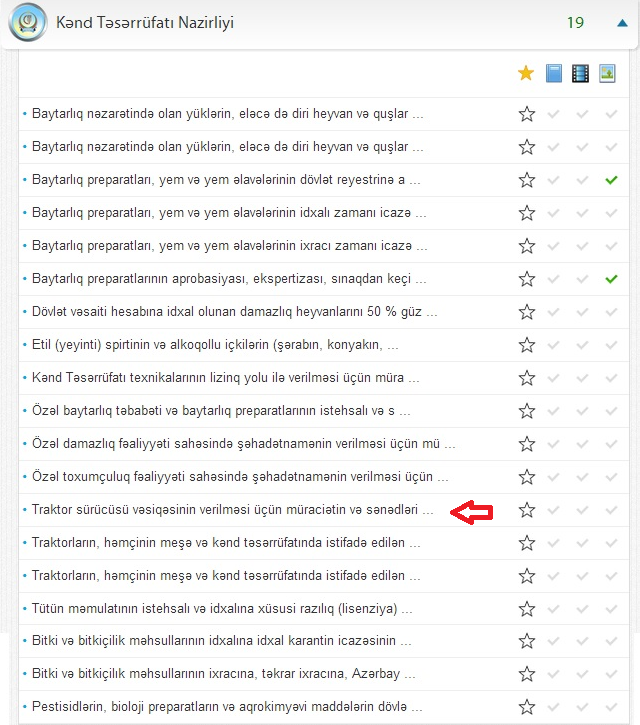 Kənd Təsərrüfatı Nazirliyi 19
Baytarlıq nəzarətində olan yüklərin, eləcə də diri heyvan və quşlar ...
Baytarlıq nəzarətində olan yüklərin, eləcə də diri heyvan və quşlar ...
Baytarlıq preparatları, yem və yem əlavələrinin dövlət reyestrinə a ...
Baytarlıq preparatları, yem və yem əlavələrinin idxalı zamanı icazə ...
Baytarlıq preparatları, yem və yem əlavələrinin ixracı zamanı icazə ...
Baytarlıq preparatlarının aprobasiyası, ekspertizası, sınaqdan keçi ...
Dövlət vəsaiti hesabına idxal olunan damazlıq heyvanlarını 50 % güz ...
Etil (yeyinti) spirtinin və alkoqollu içkilərin (şərabın, konyakın, ...
Kənd Təsərrüfatı texnikalarının lizinq yolu ilə verilməsi üçün müra ...
Özəl baytarlıq təbabəti və baytarlıq preparatlarının istehsalı və s ...
Özəl damazlıq fəaliyyəti sahəsində şəhadətnamənin verilməsi üçün mü ...
Özəl toxumçuluq fəaliyyəti sahəsində şəhadətnamənin verilməsi üçün ...
Traktor sürücüsü vəsiqəsinin verilməsi üçün müraciətin və sənədləri ...
Traktorların, həmçinin meşə və kənd təsərrüfatında istifadə edilən ...
Traktorların, həmçinin meşə və kənd təsərrüfatında istifadə edilən ...
Tütün məmulatının istehsalı və idxalına xüsusi razılıq (lisenziya) ...
Bitki və bitkiçilik məhsullarının idxalına idxal karantin icazəsinin ...
Bitki və bitkiçilik məhsullarının ixracına, təkrar ixracına, Azərbay ...
Pestisidlərin, bioloji preparatların və aqrokimyəvi maddələrin dövlə ...